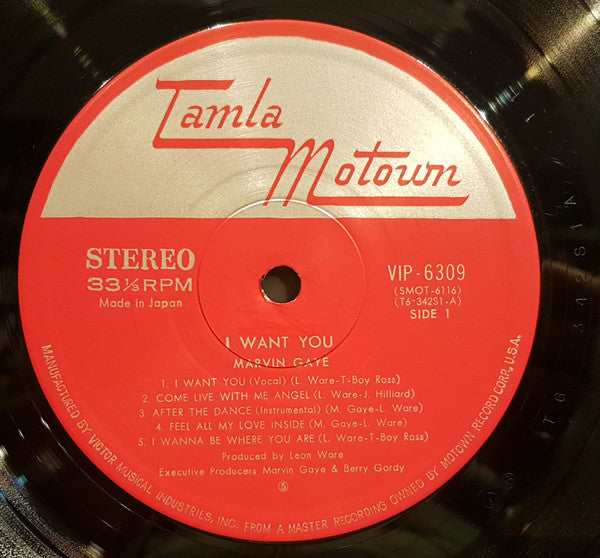 Tamla
Motown
STEREO
33⅓ RPM
Made in Japan
VIP-6309
(SMOT-6116)
(T6-342S1-A)
SIDE 1
I WANT YOU
MARVIN GAYE
1. I WANT YOU (Vocal) (L. Ware-T-Boy Ross)
2. COME LIVE WITH ME ANGEL (L. Ware-J. Hilliard)
3. AFTER THE DANCE (Instrumental) (M. Gaye-L. Ware)
4. FEEL ALL MY LOVE INSIDE (M. Gaye-L. Ware)
5. I WANNA BE WHERE YOU ARE (L. Ware-T-Boy Ross)
Produced by Leon Ware
Executive Producers Marvin Gaye & Berry Gordy
Ⓢ
MANUFACTURED BY VICTOR MUSICAL INDUSTRIES, INC. FROM A MASTER RECORDING OWNED BY MOTOWN RECORD CORP., U.S.A.
T6 342S1A